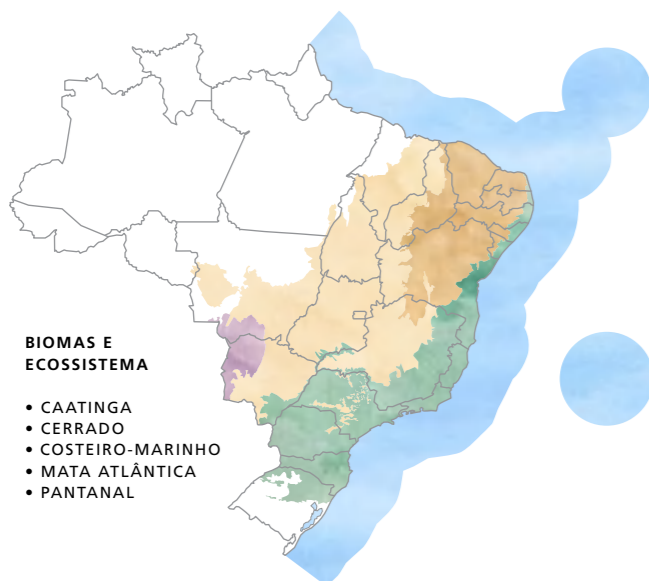 BIOMAS E
ECOSSISTEMA
• CAATINGA
• CERRADO
• COSTEIRO-MARINHO
• MATA ATLÂNTICA
• PANTANAL